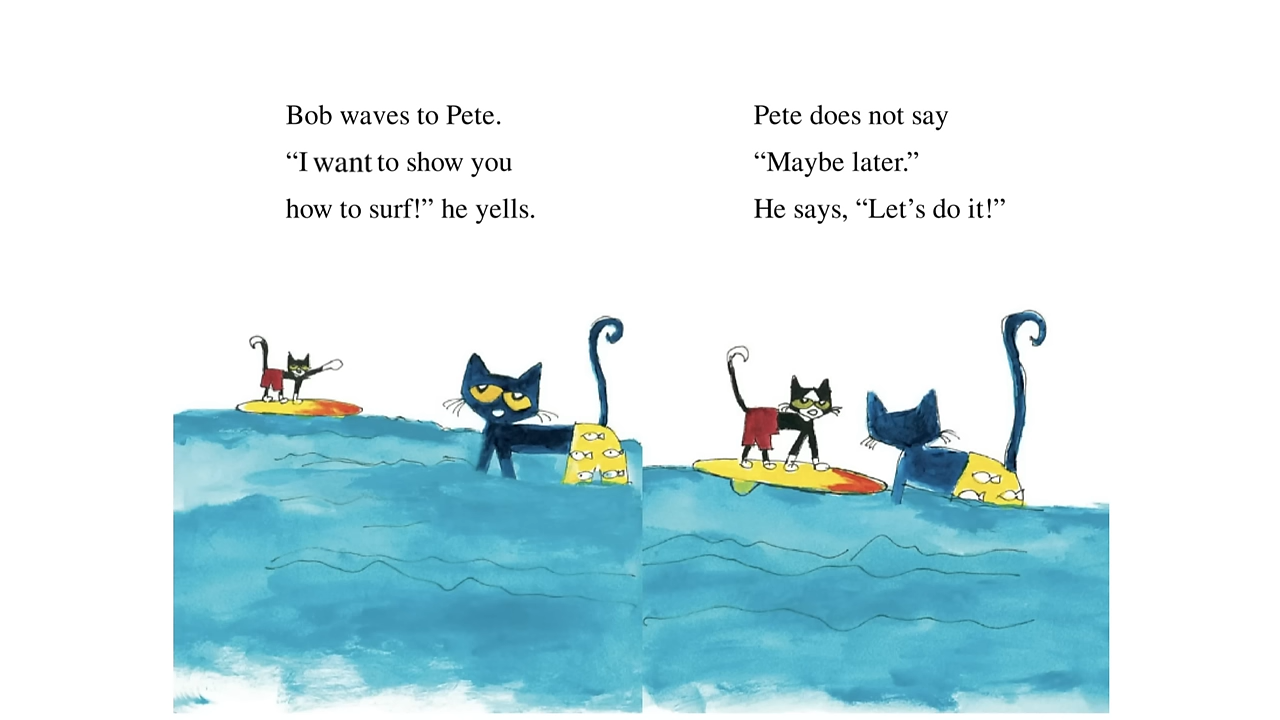 Bob waves to Pete.
“I want to show you
how to surf!” he yells.
Pete does not say
“Maybe later.”
He says, “Let’s do it!”